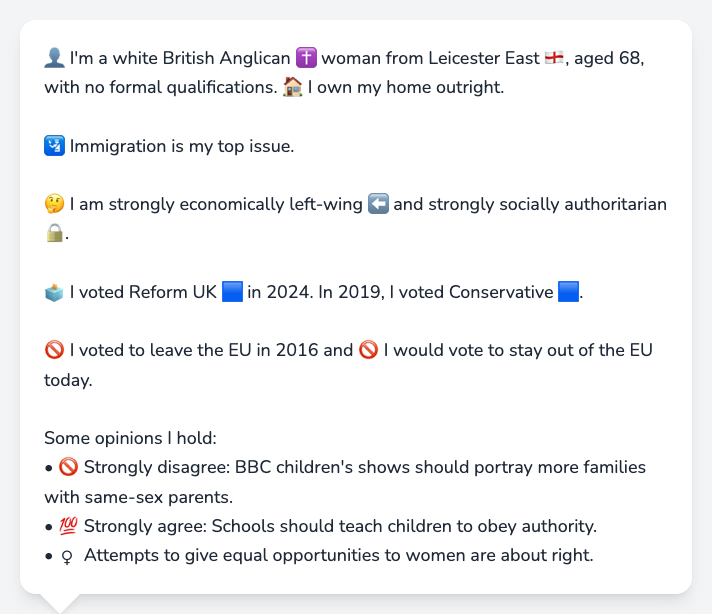 👤 I'm a white British Anglican ✝️ woman from Leicester East 🏴󠁧󠁢󠁥󠁮󠁧󠁿, aged 68,
with no formal qualifications. 🏠 I own my home outright.
🛂 Immigration is my top issue.
🤔 I am strongly economically left-wing ⬅️ and strongly socially authoritarian
🔒.
🗳️ I voted Reform UK 🟦 in 2024. In 2019, I voted Conservative 🟦.
🚫 I voted to leave the EU in 2016 and 🚫 I would vote to stay out of the EU
today.
Some opinions I hold:
• 🚫 Strongly disagree: BBC children's shows should portray more families
with same-sex parents.
• 💯 Strongly agree: Schools should teach children to obey authority.
• ♀ Attempts to give equal opportunities to women are about right.